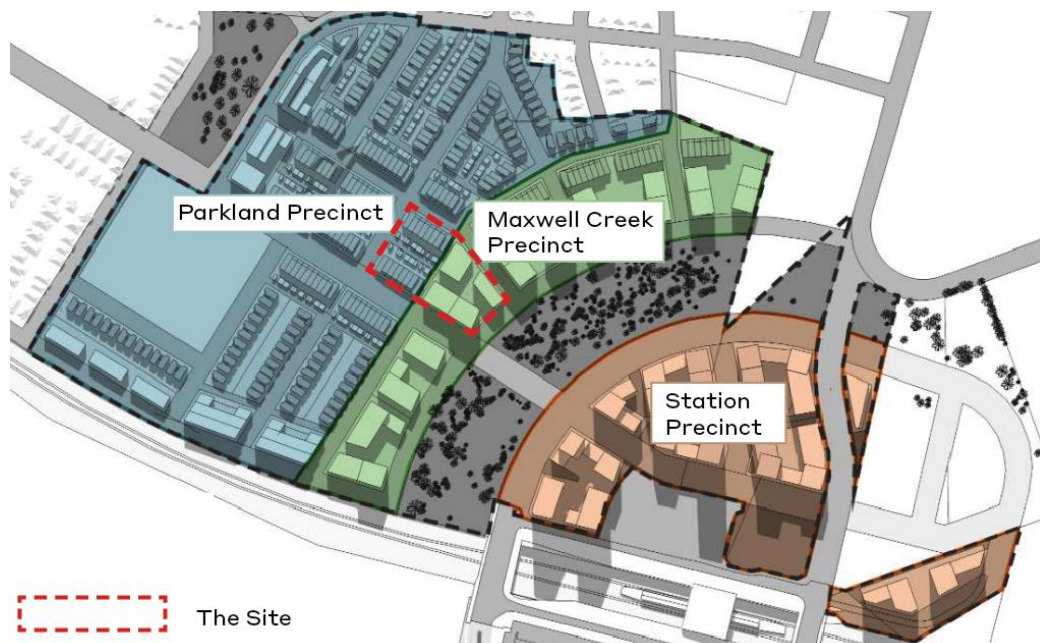 Parkland Precinct
Maxwell Creek
Precinct
Station
Precinct
The Site